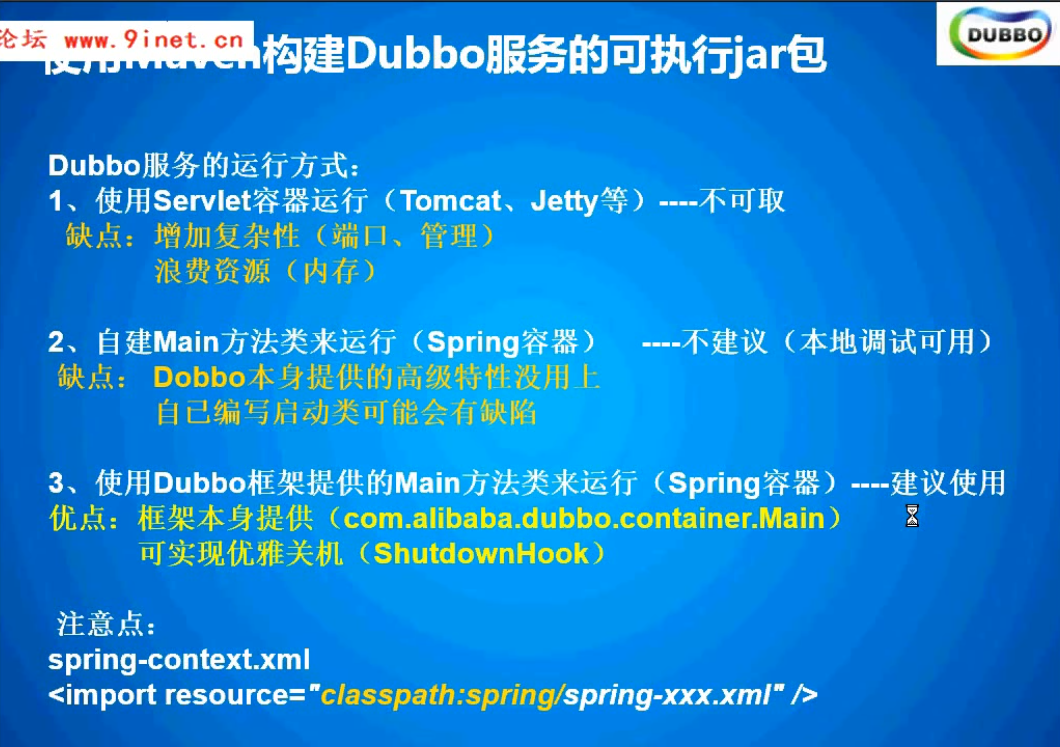 论坛 www.9inet.cn
使用Maven构建Dubbo服务的可执行jar包
DUBBO
Dubbo服务的运行方式：
1、使用Servlet容器运行（Tomcat、Jetty等）----不可取
缺点：增加复杂性（端口、管理）
浪费资源（内存）
2、自建Main方法类来运行（Spring容器） ----不建议（本地调试可用）
缺点： Dobbo本身提供的高级特性没用上
自已编写启动类可能会有缺陷
3、使用Dubbo框架提供的Main方法类来运行（Spring容器）----建议使用
优点：框架本身提供（com.alibaba.dubbo.container.Main）
可实现优雅关机（ShutdownHook）
注意点：
spring-context.xml
<import resource="classpath:spring/spring-xxx.xml" />